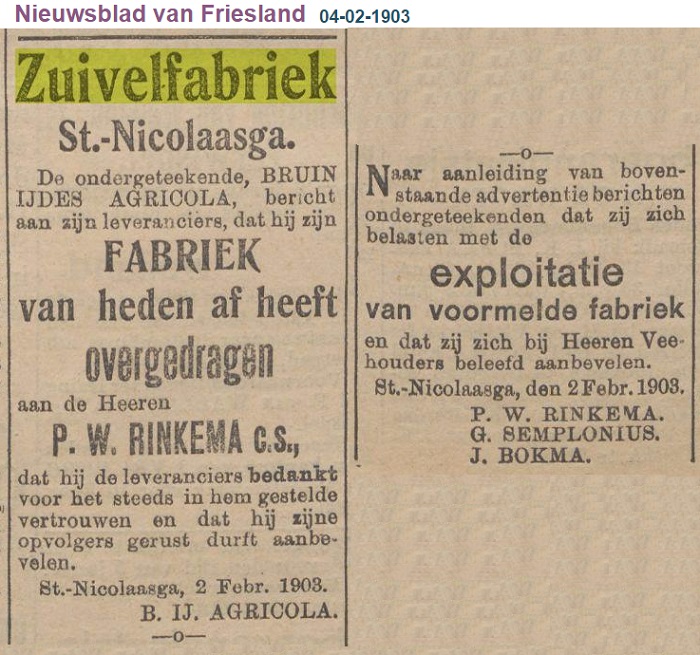 Nieuwsblad van Friesland 04-02-1903
Zuivelfabriek
St.-Nicolaasga.
De ondergeteekende, BRUIN
IJDES AGRICOLA, bericht
aan zijn leveranciers, dat hij zijn
FABRIEK
van heden af heeft
overgedragen
aan de Heeren
P. W. RINKEMA c.s.,
dat hij de leveranciers bedankt
voor het steeds in hem gestelde
vertrouwen en dat hij zijne
opvolgers gerust durft aanbe-
velen.
St.-Nicolaasga, 2 Febr. 1903.
B. IJ. AGRICOLA.
—o—
—o—
Naar aanleiding van boven-
staande advertentie berichten
ondergeteekenden dat zij zich
belasten met de
exploitatie
van voormelde fabriek
en dat zij zich bij Heeren Vee-
houders beleefd aanbevelen.
St.-Nicolaasga, den 2 Febr. 1903.
P. W. RINKEMA.
G. SEMPLONIUS.
J. BOKMA.